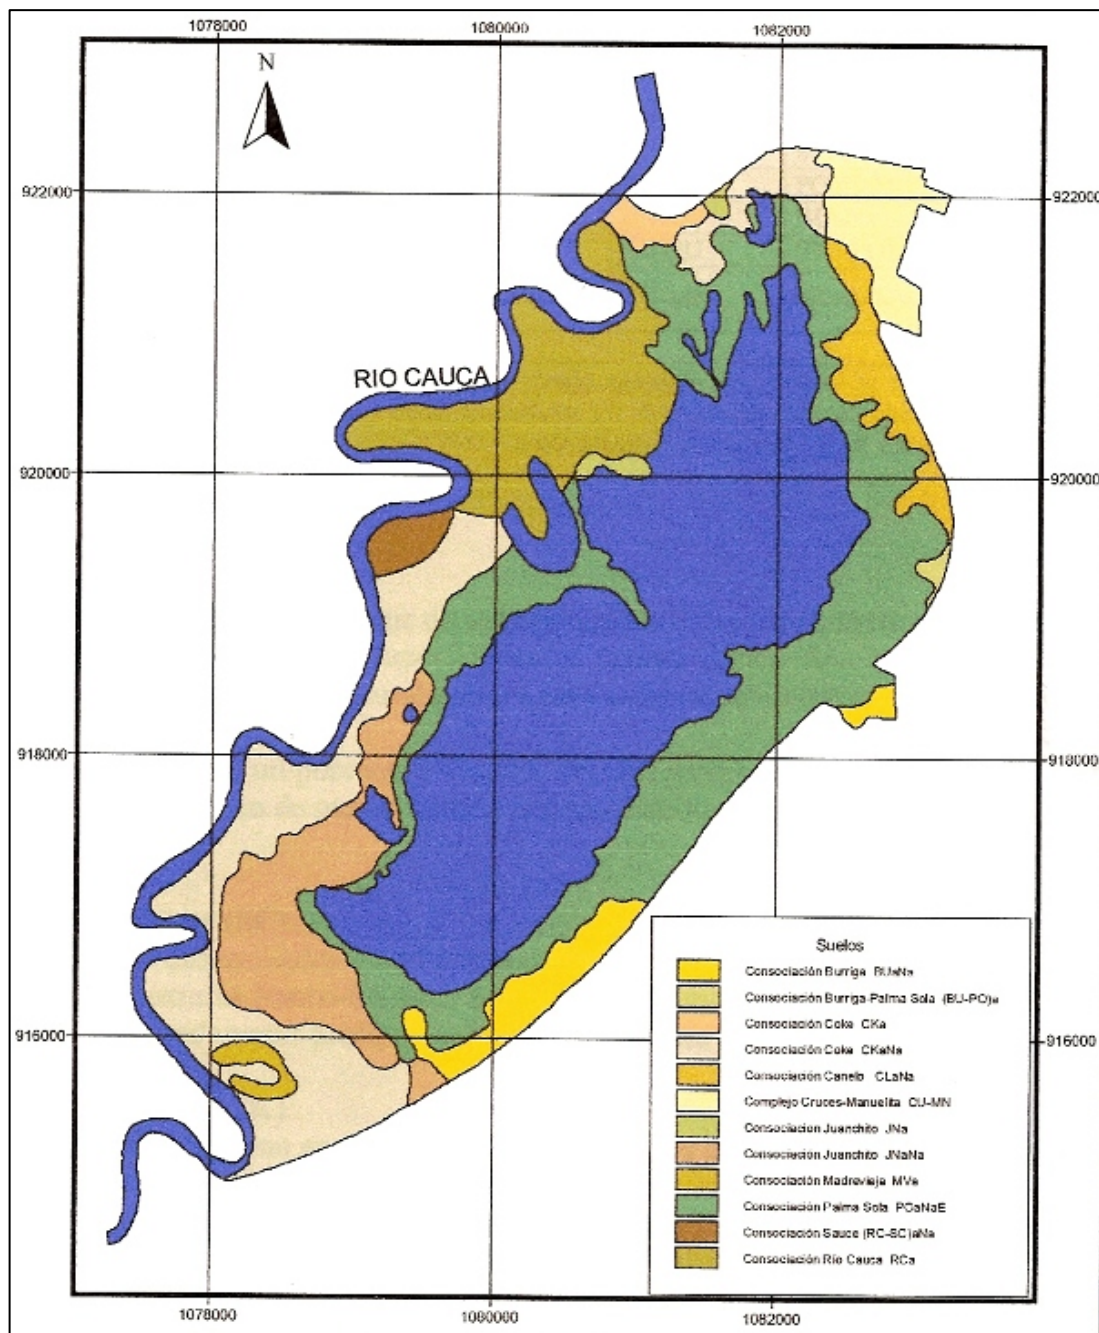 1078000 1080000 1082000
N
922000 922000
RIO CAUCA
920000 920000
918000 918000
916000 916000
Suelos
Consociación Burriga BUaNa
Consociación Burriga-Palma Sola (BU-PO)a
Consociación Coke CKa
Consociación Coke CKaNa
Consociación Canelo CLaNa
Complejo Cruces-Manuelita CU-MN
Consociacion Juanchito JNa
Consociación Juanchito JNaNa
Consociación Madrevieja MVa
Consociación Palma Sola PCaNaE
Consociación Sauce (RC-SC)aNa
Consociación Río Cauca RCa
1078000 1080000 1082000